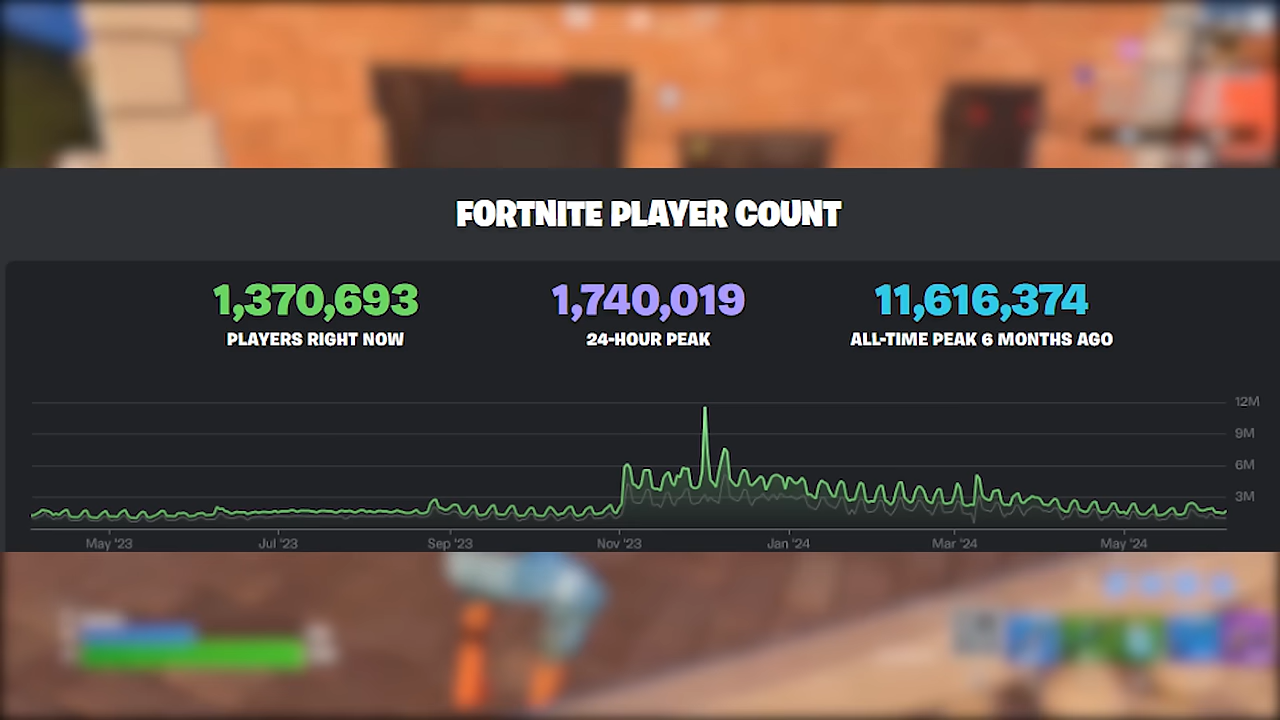 FORTNITE PLAYER COUNT
1,370,693
PLAYERS RIGHT NOW
1,740,019
24-HOUR PEAK
11,616,374
ALL-TIME PEAK 6 MONTHS AGO
12M
9M
6M
3M
May '23
Jul '23
Sep '23
Nov '23
Jan '24
Mar '24
May '24